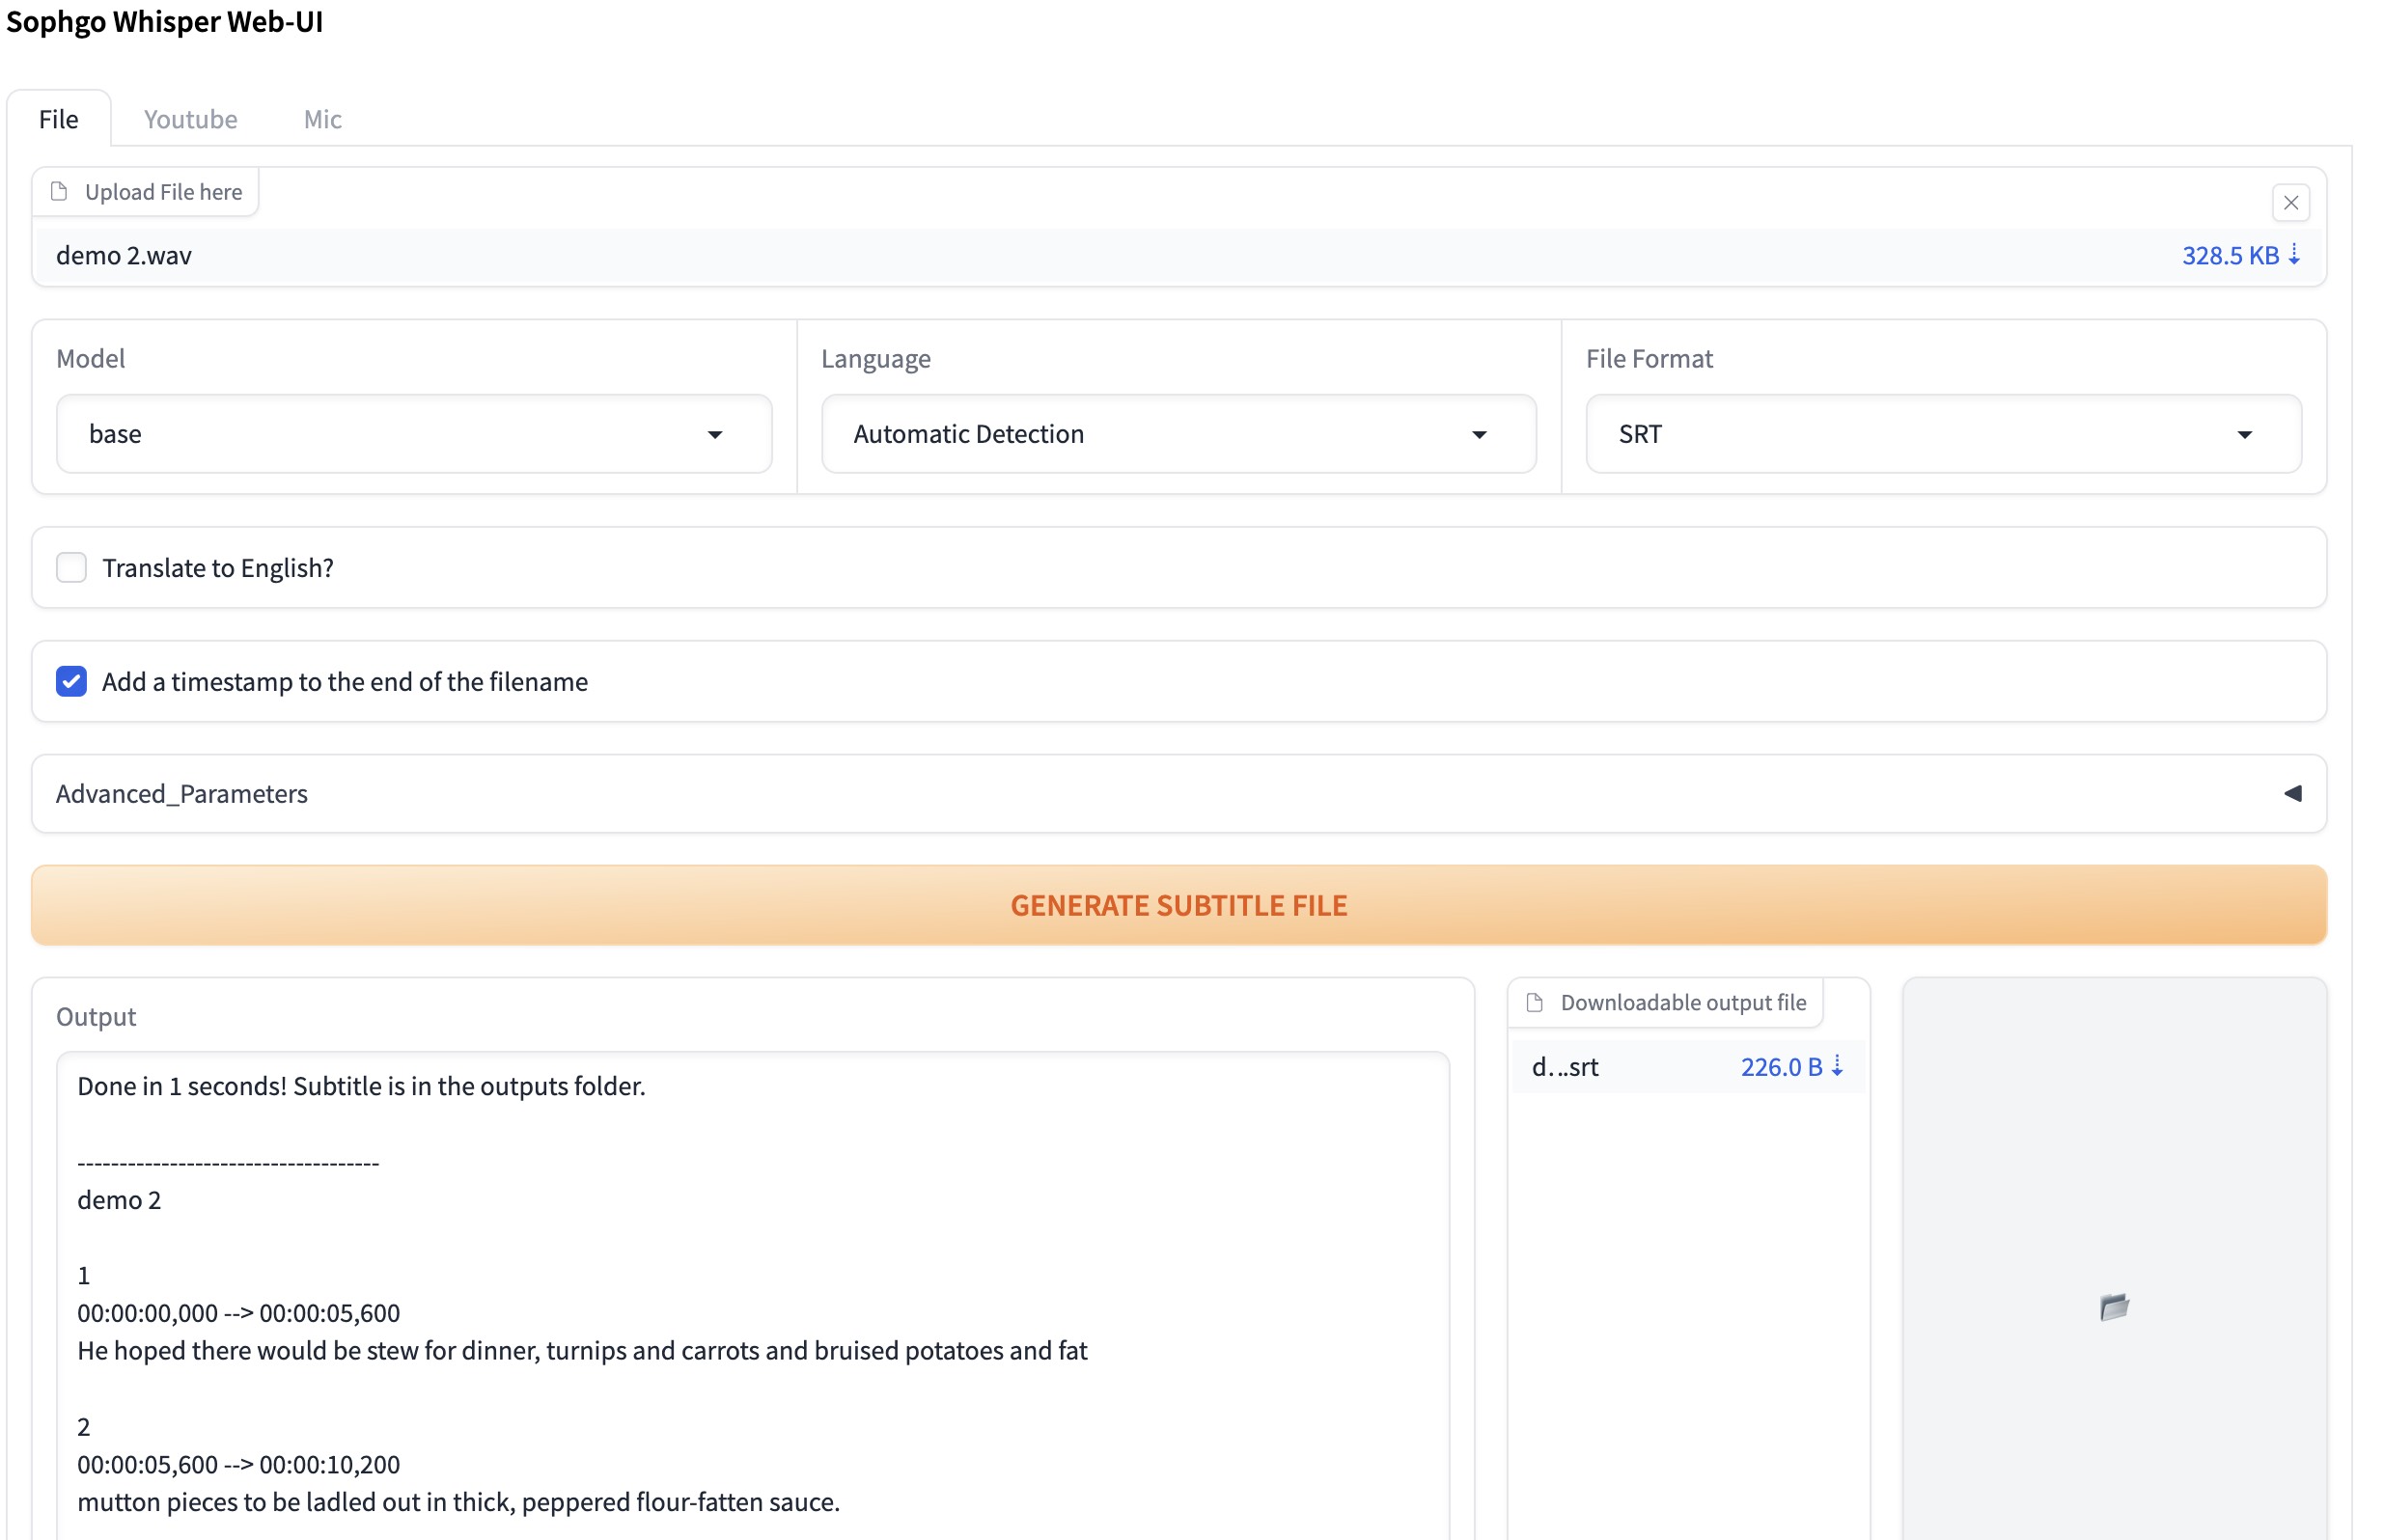 Sophgo Whisper Web-UI
File Youtube Mic
Upload File here
demo 2.wav 328.5 KB ⇣
Model Language File Format
base Automatic Detection SRT
Translate to English?
Add a timestamp to the end of the filename
Advanced_Parameters
GENERATE SUBTITLE FILE
Output
Done in 1 seconds! Subtitle is in the outputs folder.
------------------------------------
demo 2
1
00:00:00,000 --> 00:00:05,600
He hoped there would be stew for dinner, turnips and carrots and bruised potatoes and fat
2
00:00:05,600 --> 00:00:10,200
mutton pieces to be ladled out in thick, peppered flour-fatten sauce.
Downloadable output file
d…..srt 226.0 B ⇣